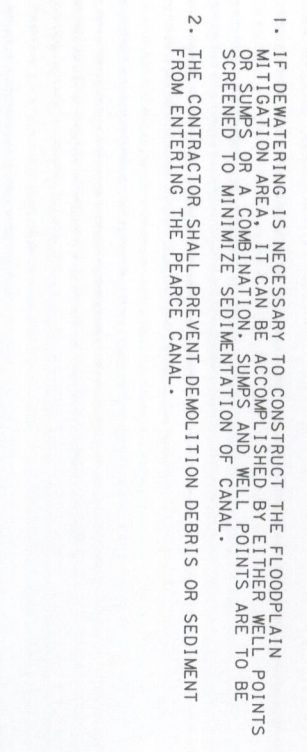 1. IF DEWATERING IS NECESSARY TO CONSTRUCT THE FLOODPLAIN
MITIGATION AREA, IT CAN BE ACCOMPLISHED BY EITHER WELL POINTS
OR SUMPS OR A COMBINATION. SUMPS AND WELL POINTS ARE TO BE
SCREENED TO MINIMIZE SEDIMENTATION OF CANAL.
2. THE CONTRACTOR SHALL PREVENT DEMOLITION DEBRIS OR SEDIMENT
FROM ENTERING THE PEARCE CANAL.